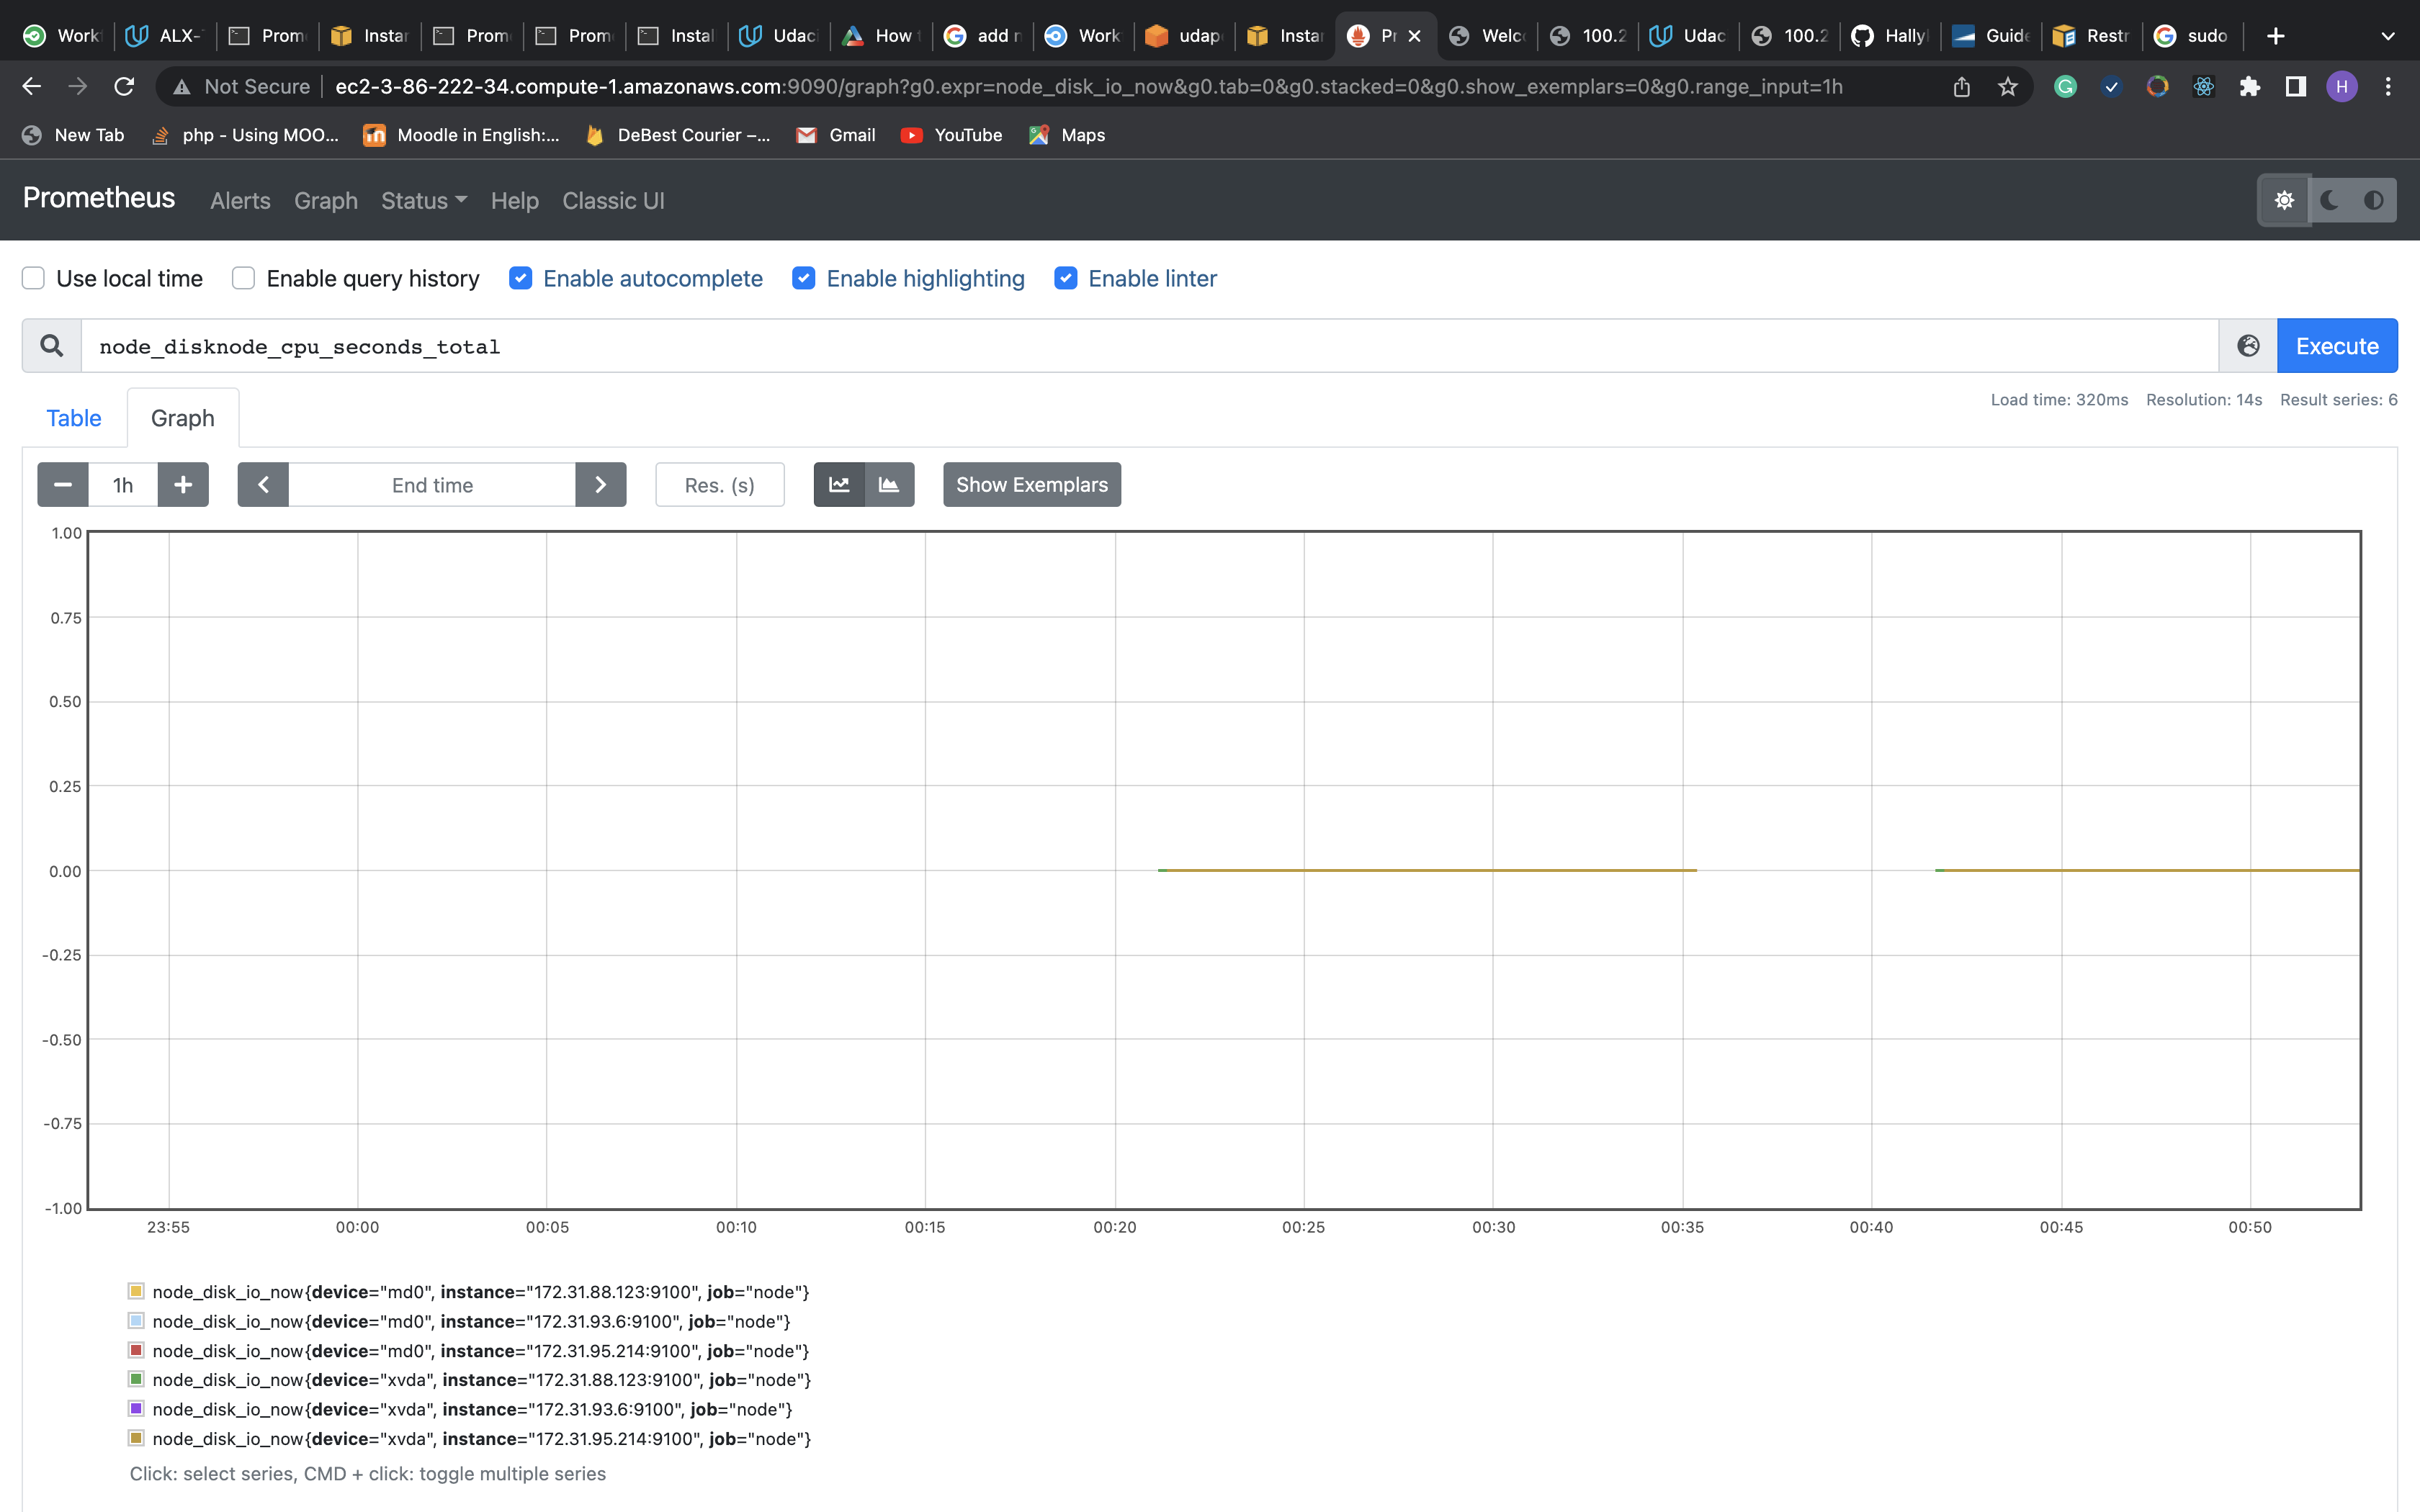 Work ALX- Prom Instar Prom Prom Instal Udaci How t add n Work udap Instar Pr Welc 100.2 Udac 100.2 Hally Guide Restr sudo
Not Secure ec2-3-86-222-34.compute-1.amazonaws.com:9090/graph?g0.expr=node_disk_io_now&g0.tab=0&g0.stacked=0&g0.show_exemplars=0&g0.range_input=1h H
New Tab php - Using MOO... Moodle in English:... DeBest Courier –... Gmail YouTube Maps
Prometheus Alerts Graph Status Help Classic UI
Use local time Enable query history Enable autocomplete Enable highlighting Enable linter
node_disknode_cpu_seconds_total Execute
Load time: 320ms Resolution: 14s Result series: 6
Table Graph
1h End time Res. (s) Show Exemplars
1.00
0.75
0.50
0.25
0.00
-0.25
-0.50
-0.75
-1.00
23:55 00:00 00:05 00:10 00:15 00:20 00:25 00:30 00:35 00:40 00:45 00:50
node_disk_io_now{device="md0", instance="172.31.88.123:9100", job="node"}
node_disk_io_now{device="md0", instance="172.31.93.6:9100", job="node"}
node_disk_io_now{device="md0", instance="172.31.95.214:9100", job="node"}
node_disk_io_now{device="xvda", instance="172.31.88.123:9100", job="node"}
node_disk_io_now{device="xvda", instance="172.31.93.6:9100", job="node"}
node_disk_io_now{device="xvda", instance="172.31.95.214:9100", job="node"}
Click: select series, CMD + click: toggle multiple series